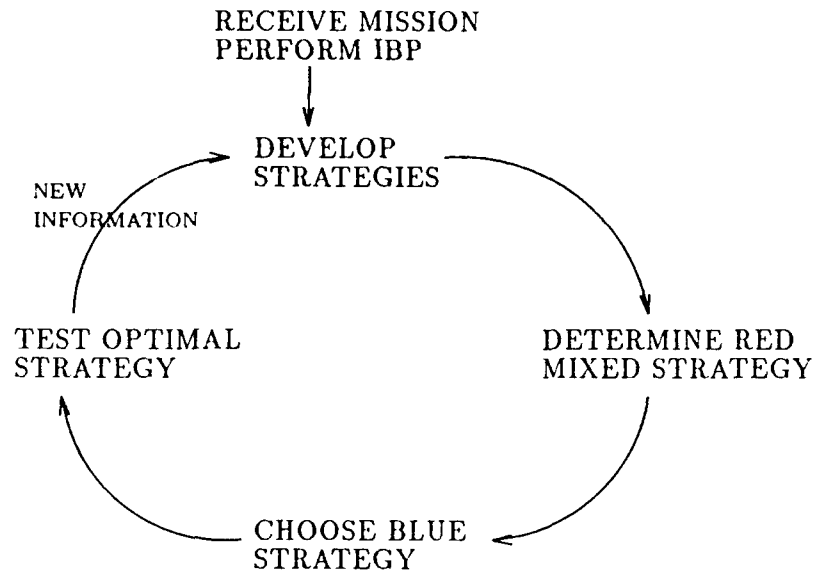 RECEIVE MISSION
PERFORM IBP
DEVELOP
STRATEGIES
NEW
INFORMATION
TEST OPTIMAL
STRATEGY
DETERMINE RED
MIXED STRATEGY
CHOOSE BLUE
STRATEGY